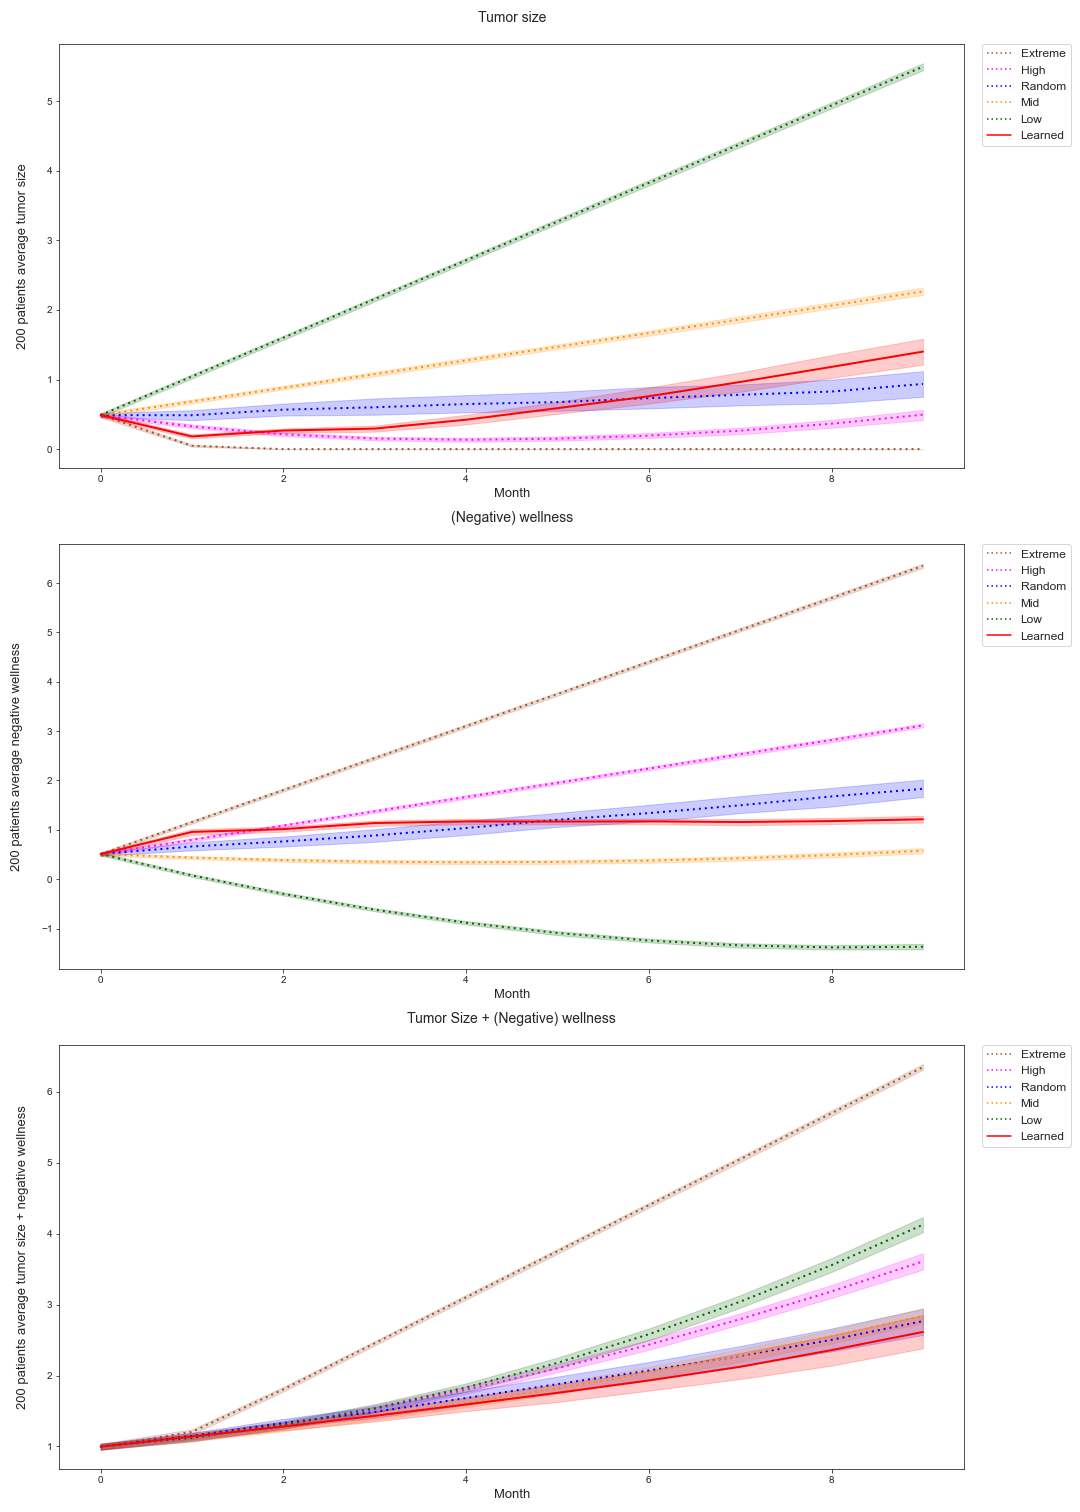 Tumor size
200 patients average tumor size
5
4
3
2
1
0
0 2 4 6 8
Month
Extreme
High
Random
Mid
Low
Learned
(Negative) wellness
200 patients average negative wellness
6
5
4
3
2
1
0
−1
0 2 4 6 8
Month
Extreme
High
Random
Mid
Low
Learned
Tumor Size + (Negative) wellness
200 patients average tumor size + negative wellness
6
5
4
3
2
1
0 2 4 6 8
Month
Extreme
High
Random
Mid
Low
Learned